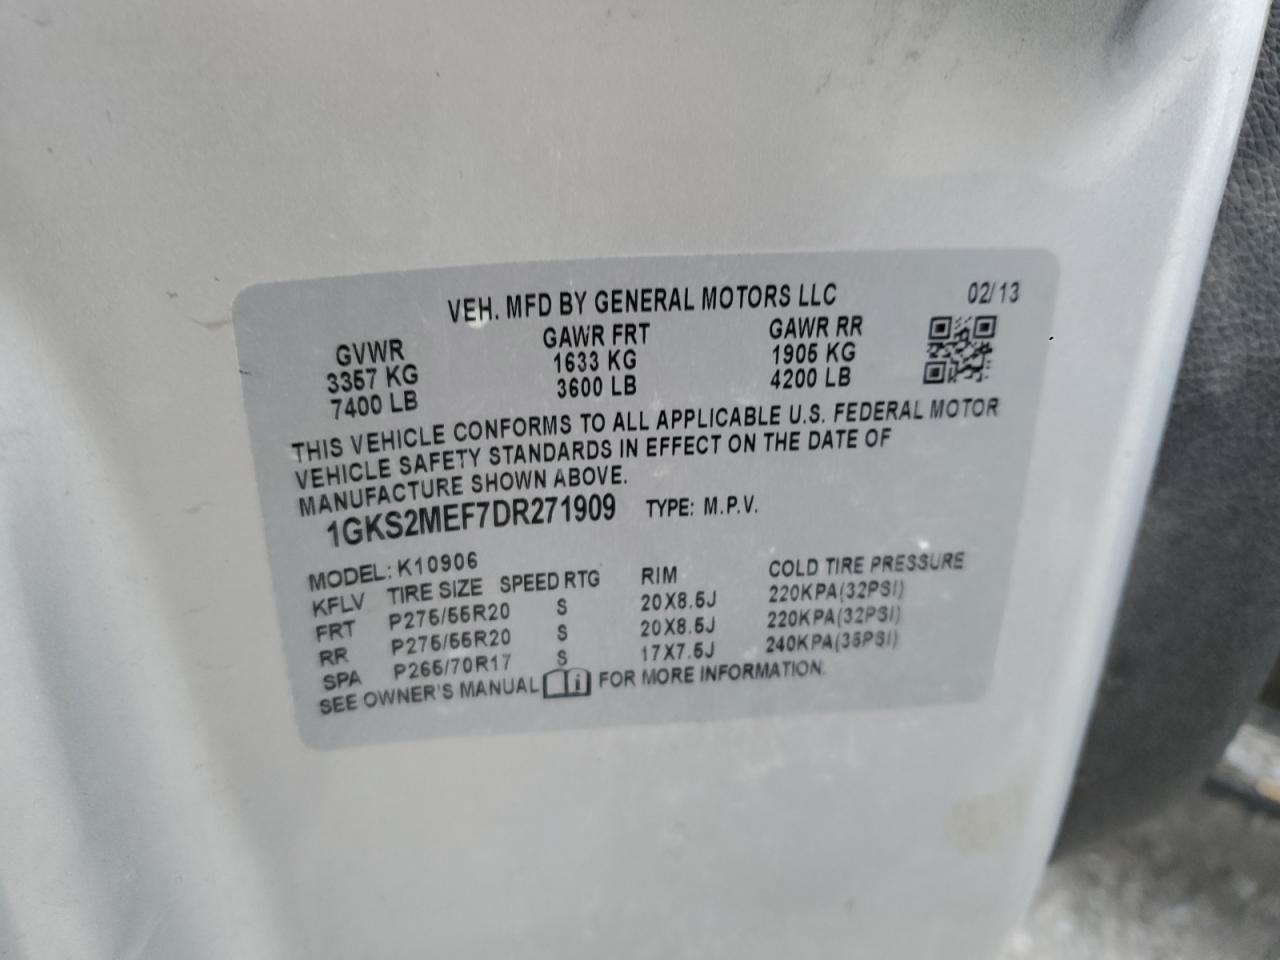 VEH. MFD BY GENERAL MOTORS LLC 02/13
GVWR GAWR FRT GAWR RR
3357 KG 1633 KG 1905 KG
7400 LB 3600 LB 4200 LB
THIS VEHICLE CONFORMS TO ALL APPLICABLE U.S. FEDERAL MOTOR
VEHICLE SAFETY STANDARDS IN EFFECT ON THE DATE OF
MANUFACTURE SHOWN ABOVE.
1GKS2MEF7DR271909 TYPE: M.P.V.
MODEL: K10906
KFLV TIRE SIZE SPEED RTG RIM COLD TIRE PRESSURE
FRT P275/55R20 S 20X8.5J 220KPA(32PSI)
RR P275/55R20 S 20X8.5J 220KPA(32PSI)
SPA P265/70R17 S 17X7.5J 240KPA(35PSI)
SEE OWNER'S MANUAL i FOR MORE INFORMATION.